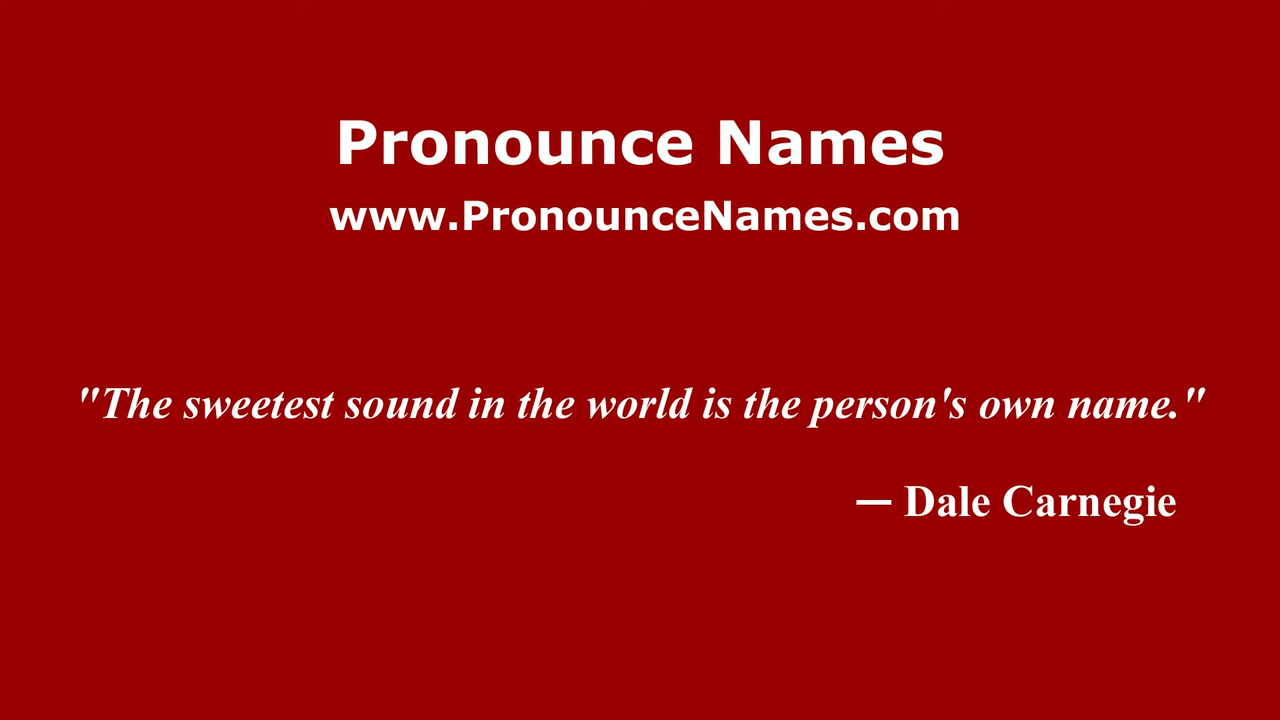 Pronounce Names
www.PronounceNames.com
"The sweetest sound in the world is the person's own name."
— Dale Carnegie